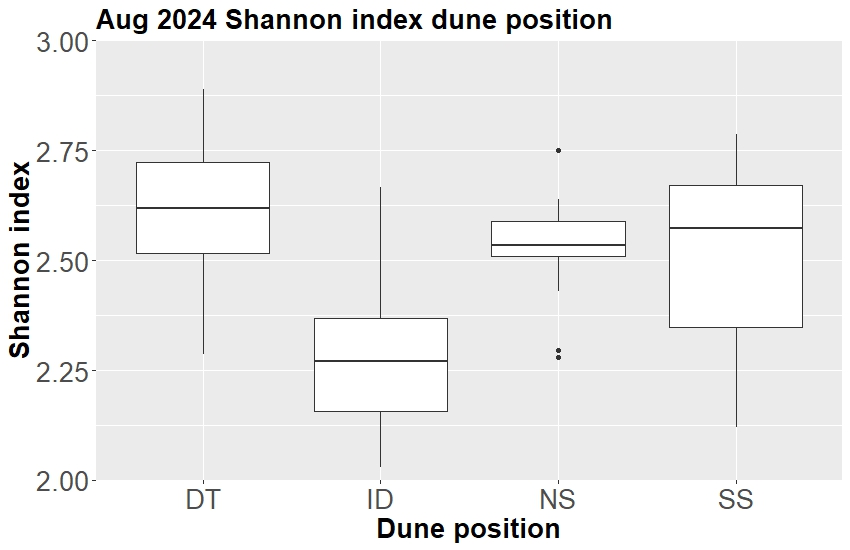 Aug 2024 Shannon index dune position
Shannon index
3.00
2.75
2.50
2.25
2.00
DT ID NS SS
Dune position